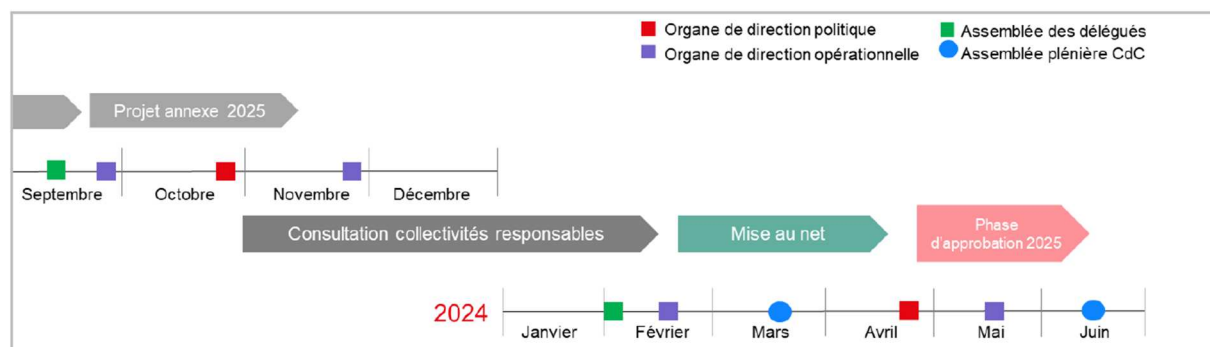 Organe de direction politique
Assemblée des délégués
Organe de direction opérationnelle
Assemblée plénière CdC
Projet annexe 2025
Septembre
Octobre
Novembre
Décembre
Consultation collectivités responsables
Mise au net
Phase
d'approbation 2025
2024
Janvier
Février
Mars
Avril
Mai
Juin